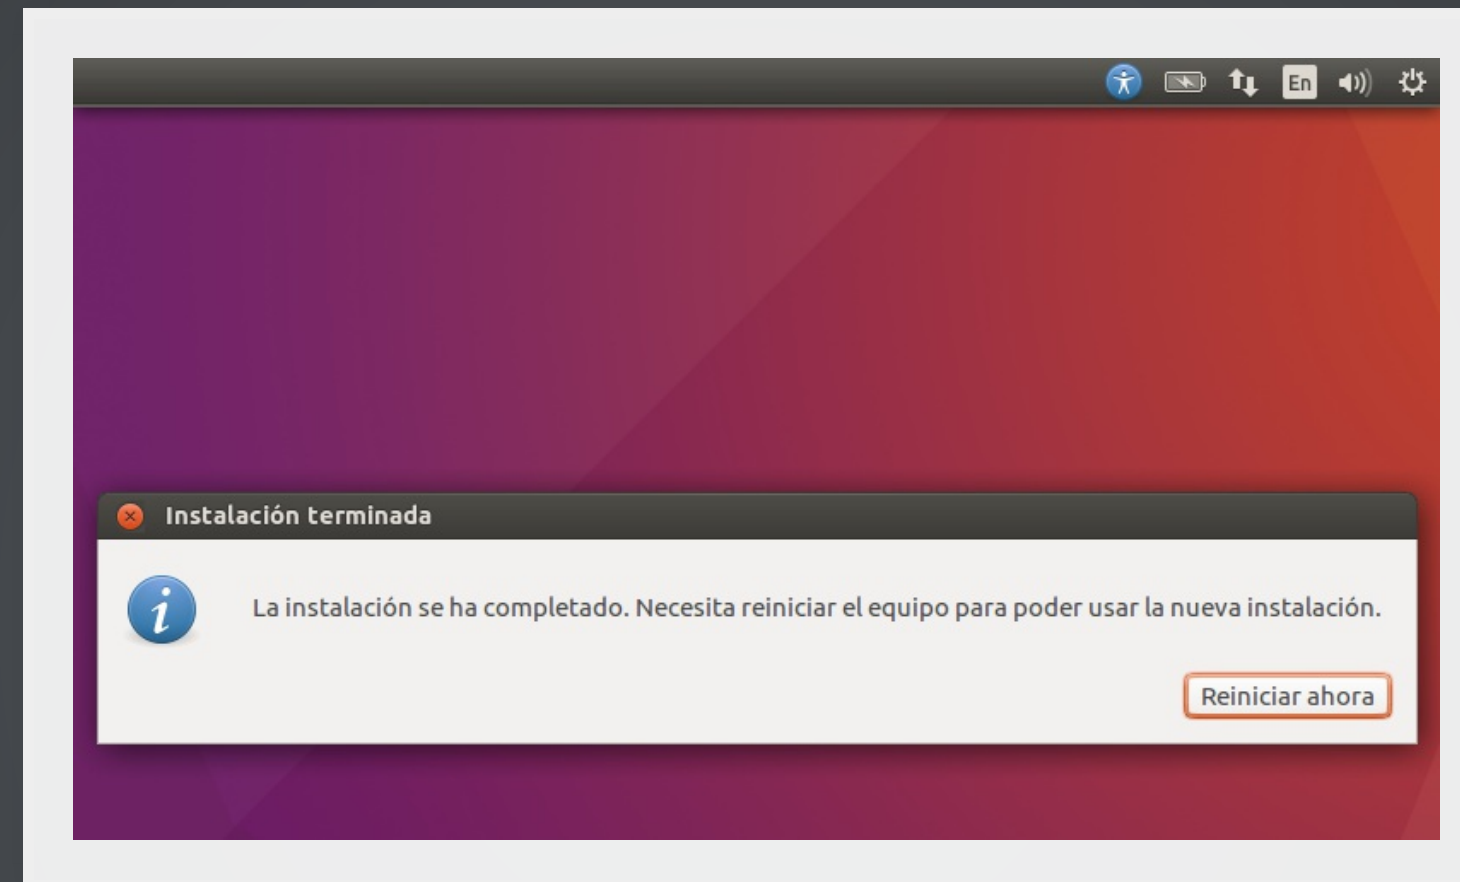 En
Instalación terminada
La instalación se ha completado. Necesita reiniciar el equipo para poder usar la nueva instalación.
Reiniciar ahora